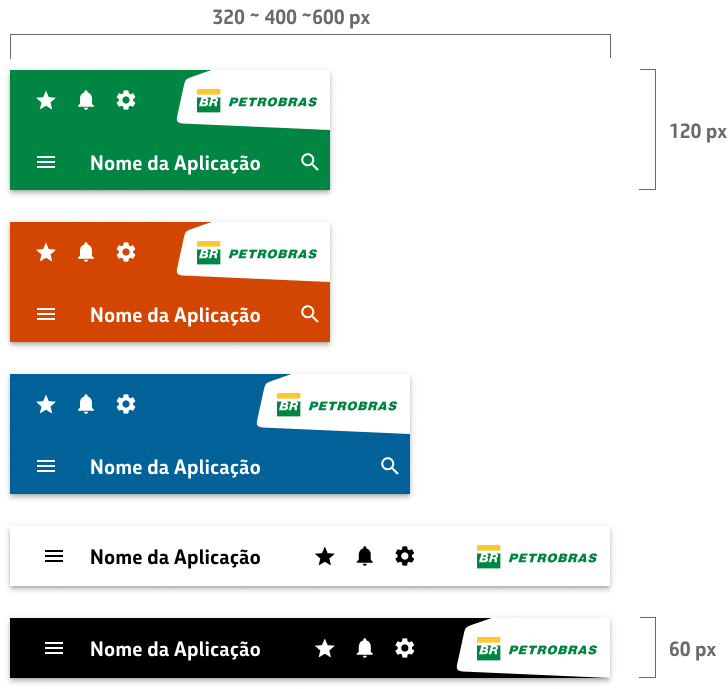 320 ~ 400 ~600 px
BR PETROBRAS
120 px
Nome da Aplicação
BR PETROBRAS
Nome da Aplicação
BR PETROBRAS
Nome da Aplicação
Nome da Aplicação BR PETROBRAS
Nome da Aplicação BR PETROBRAS 60 px